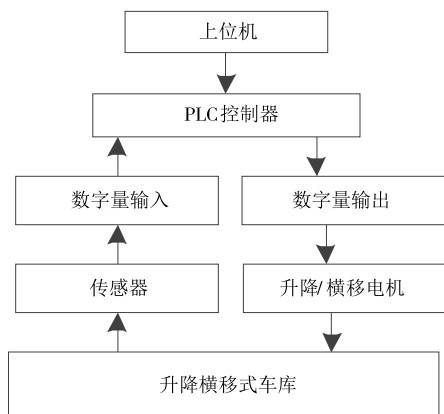 上位机
PLC控制器
数字量输入
数字量输出
传感器
升降/横移电机
升降横移式车库